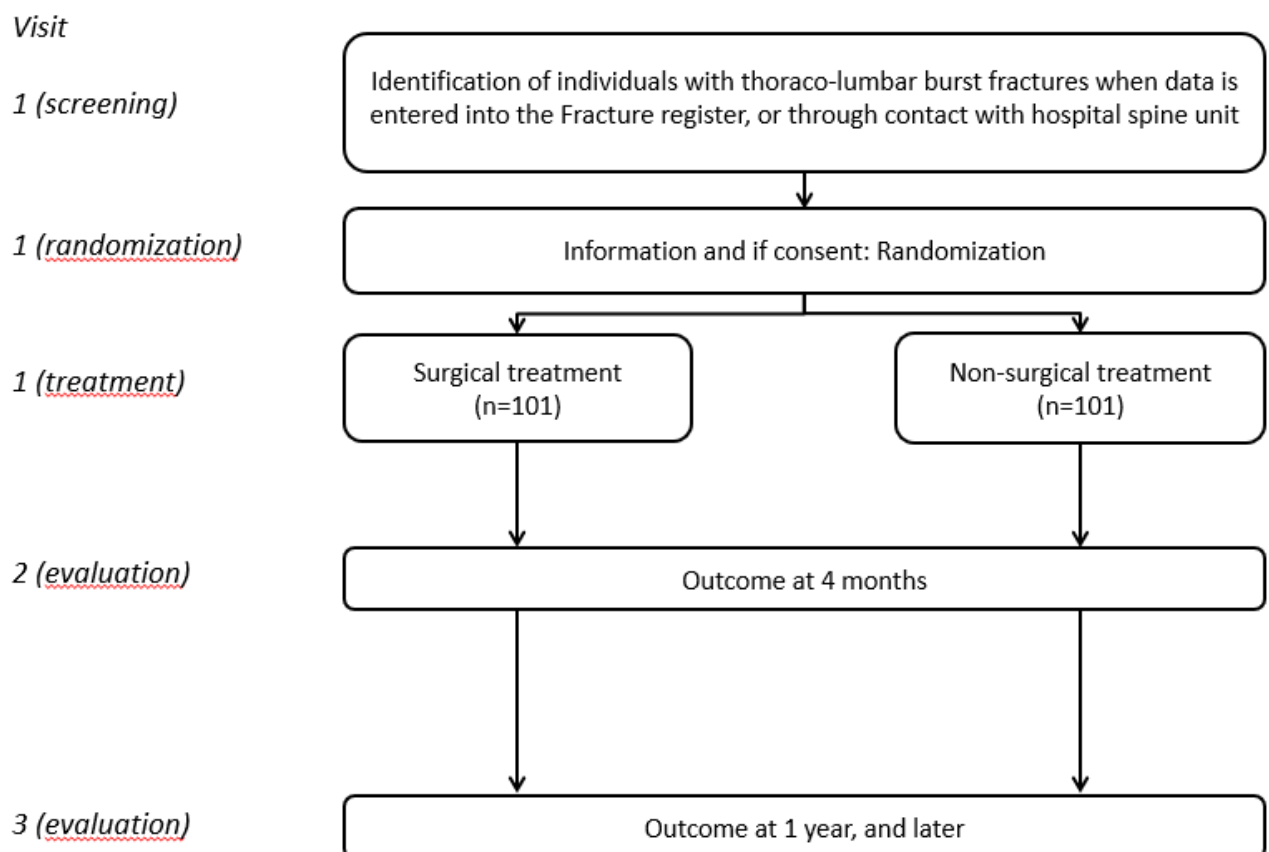 Visit
1 (screening)
Identification of individuals with thoraco-lumbar burst fractures when data is
entered into the Fracture register, or through contact with hospital spine unit
1 (randomization)
Information and if consent: Randomization
1 (treatment)
Surgical treatment
(n=101)
Non-surgical treatment
(n=101)
2 (evaluation)
Outcome at 4 months
3 (evaluation)
Outcome at 1 year, and later